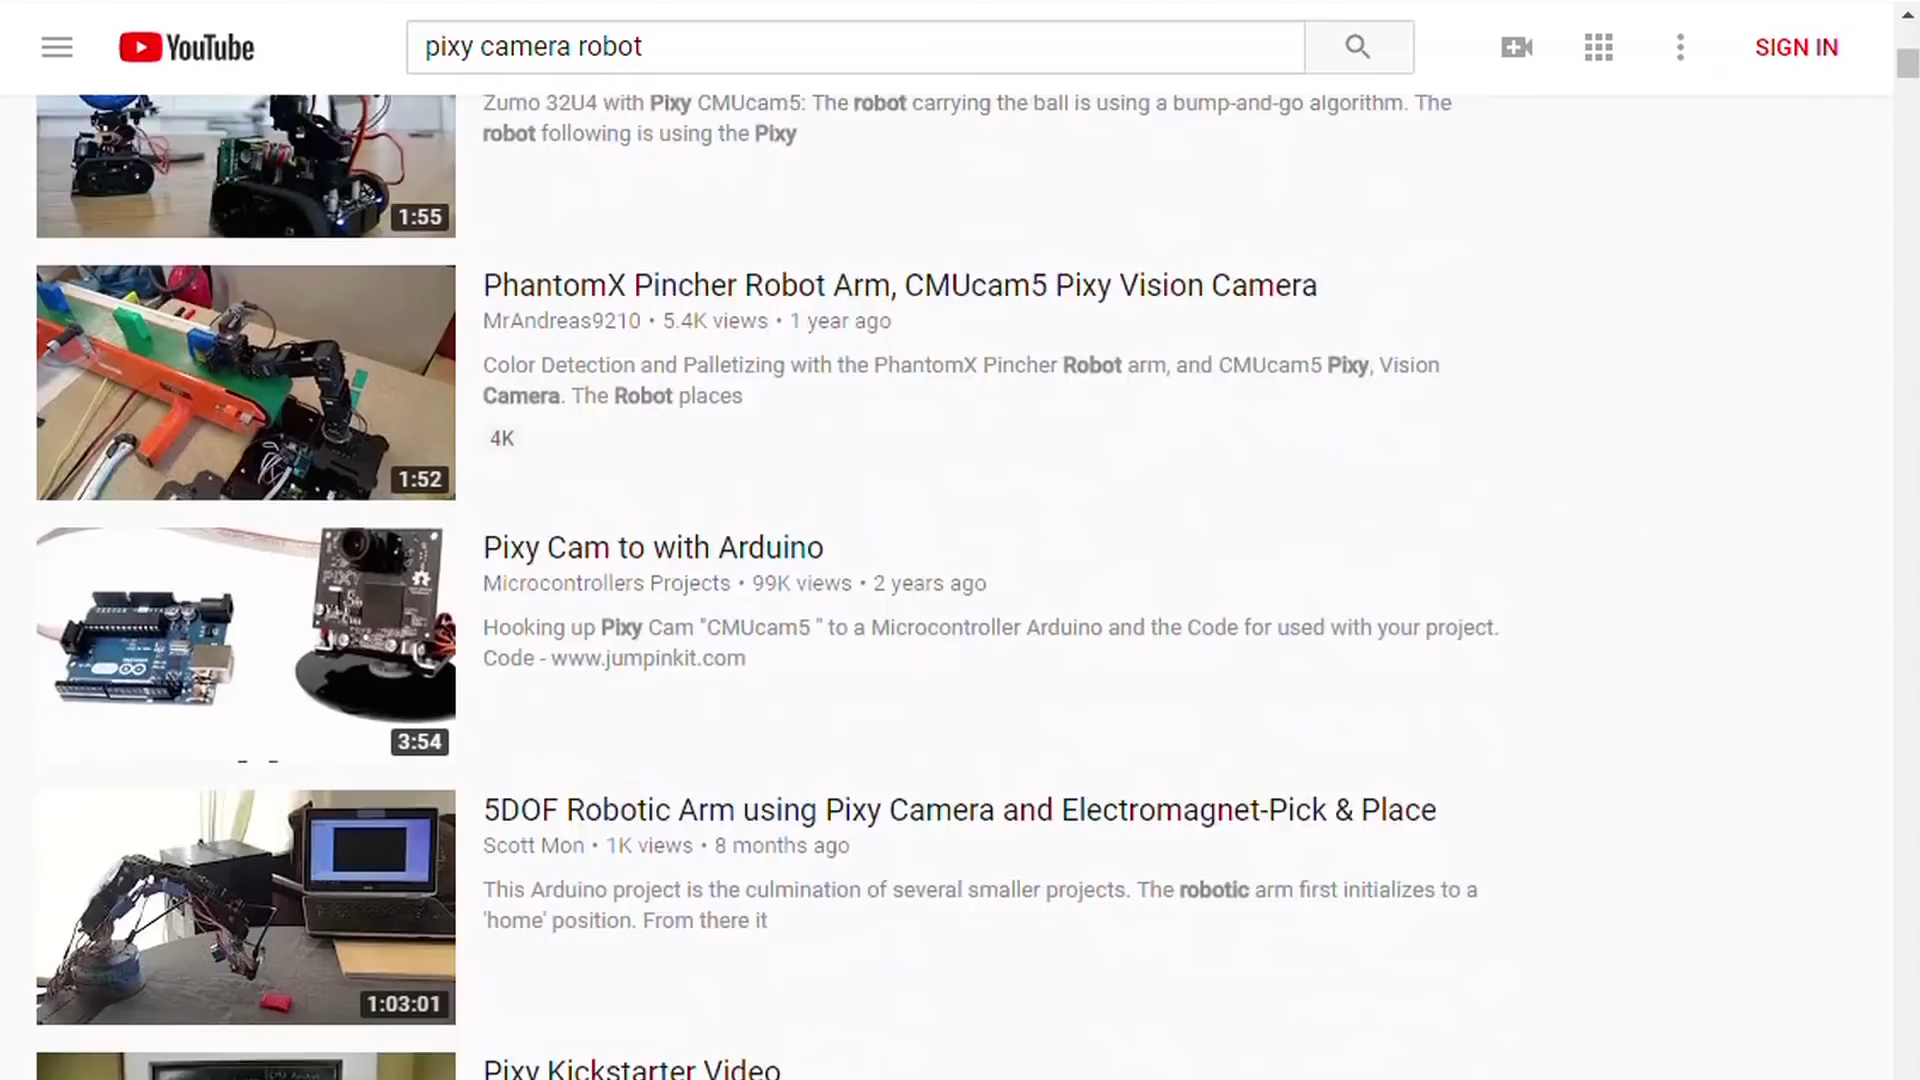 YouTube
pixy camera robot
SIGN IN
Zumo 32U4 with Pixy CMUcam5: The robot carrying the ball is using a bump-and-go algorithm. The
robot following is using the Pixy
1:55
PhantomX Pincher Robot Arm, CMUcam5 Pixy Vision Camera
MrAndreas9210 • 5.4K views • 1 year ago
Color Detection and Palletizing with the PhantomX Pincher Robot arm, and CMUcam5 Pixy, Vision
Camera. The Robot places
4K
1:52
Pixy Cam to with Arduino
Microcontrollers Projects • 99K views • 2 years ago
Hooking up Pixy Cam "CMUcam5 " to a Microcontroller Arduino and the Code for used with your project.
Code - www.jumpinkit.com
PIXY
3:54
5DOF Robotic Arm using Pixy Camera and Electromagnet-Pick & Place
Scott Mon • 1K views • 8 months ago
This Arduino project is the culmination of several smaller projects. The robotic arm first initializes to a
'home' position. From there it
1:03:01
Pixy Kickstarter Video